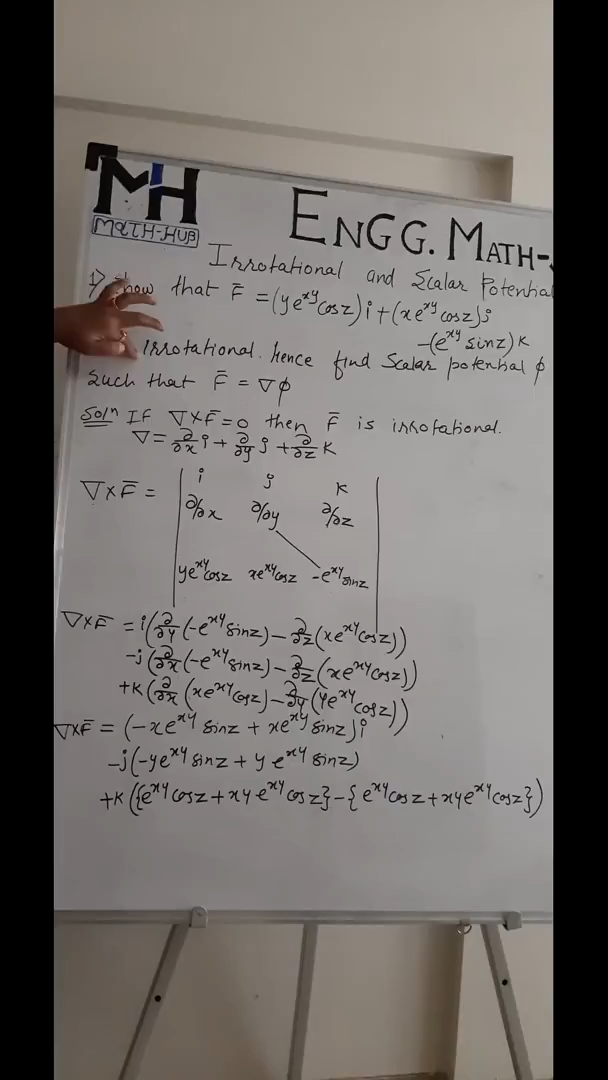 MH
MATH-HUB
ENGG. MATH-
Irrotational and Scalar Potential
1) Show that F̄ = (ye^{xy} cosz)i + (xe^{xy} cosz)j
-(e^{xy} sinz)k
irrotational. hence find Scalar potential ϕ
Such that F̄ = ∇ϕ
Solⁿ If ∇×F̄ = 0 then F̄ is irrotational.
∇ = ∂/∂x i + ∂/∂y j + ∂/∂z k
∇×F̄ = | i j k |
| ∂/∂x ∂/∂y ∂/∂z |
| ye^{xy}cosz xe^{xy}cosz -e^{xy}sinz |
∇×F̄ = i(∂/∂y(-e^{xy} sinz) - ∂/∂z(xe^{xy} cosz))
-j(∂/∂x(-e^{xy} sinz) - ∂/∂z(xe^{xy} cosz))
+k(∂/∂x(xe^{xy} cosz) - ∂/∂y(ye^{xy} cosz))
∇×F̄ = (-xe^{xy} sinz + xe^{xy} sinz)i
-j(-ye^{xy} sinz + ye^{xy} sinz)
+k({e^{xy} cosz + xye^{xy} cosz} - {e^{xy} cosz + xye^{xy} cosz})